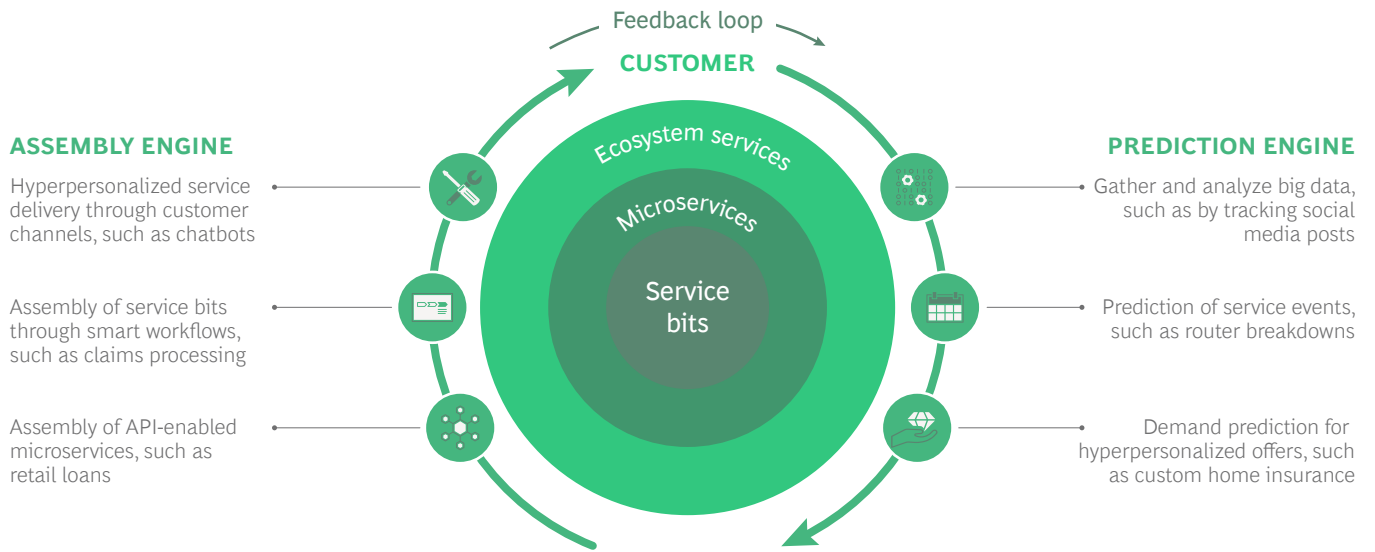 Feedback loop
CUSTOMER
ASSEMBLY ENGINE
Hyperpersonalized service
delivery through customer
channels, such as chatbots
Assembly of service bits
through smart workflows,
such as claims processing
Assembly of API-enabled
microservices, such as
retail loans
Ecosystem services
Microservices
Service
bits
PREDICTION ENGINE
Gather and analyze big data,
such as by tracking social
media posts
Prediction of service events,
such as router breakdowns
Demand prediction for
hyperpersonalized offers, such
as custom home insurance